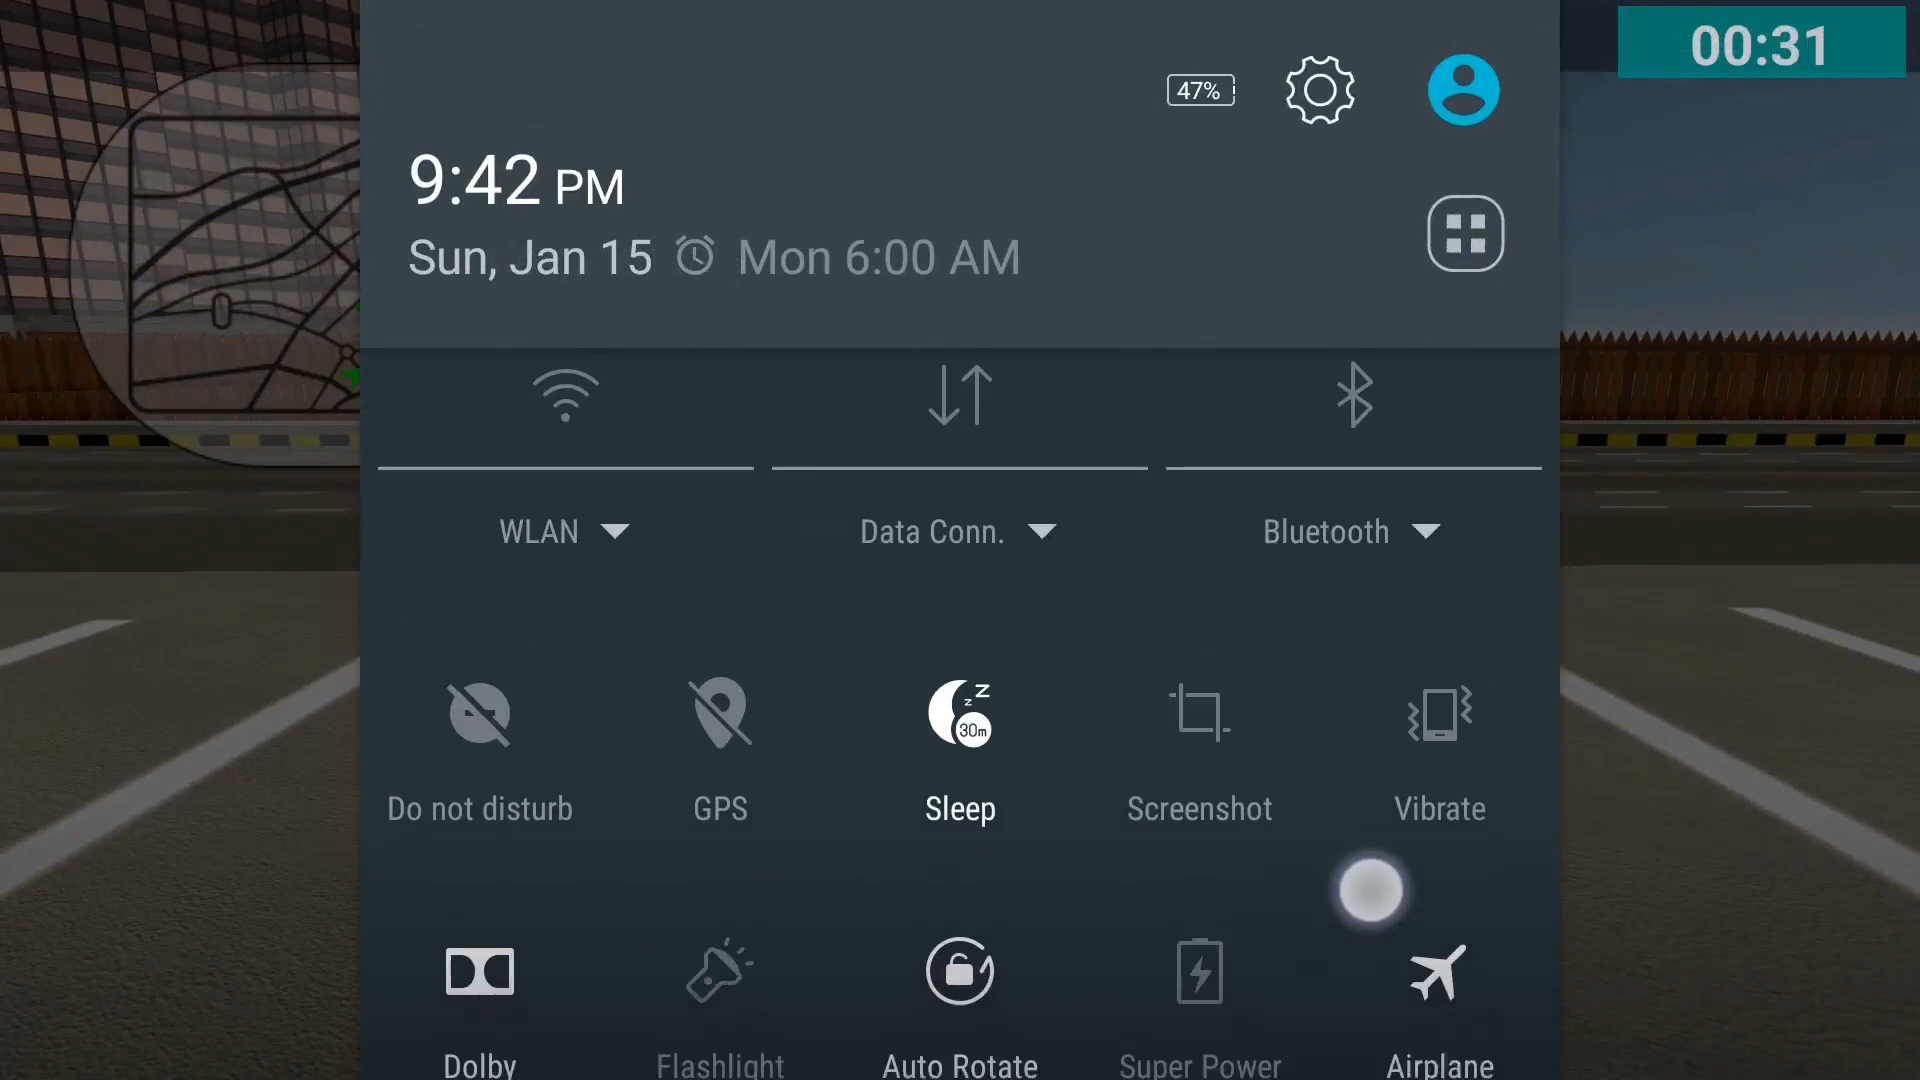 00:31
47%
9:42 PM
Sun, Jan 15 Mon 6:00 AM
WLAN Data Conn. Bluetooth
z z 30m
Do not disturb GPS Sleep Screenshot Vibrate
Dolby Flashlight Auto Rotate Super Power Airplane